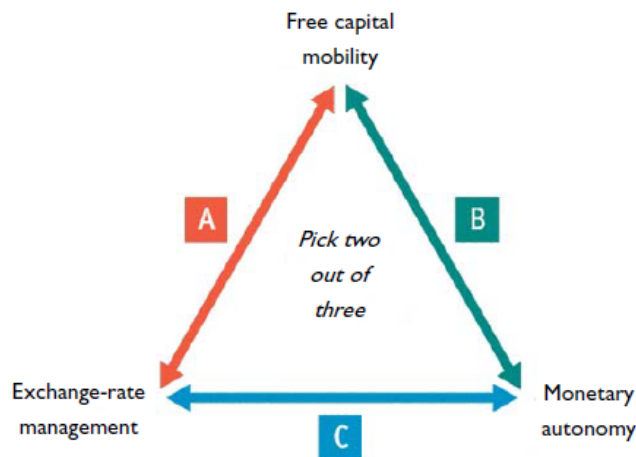 Free capital
mobility
A
B
Pick two
out of
three
Exchange-rate
management
Monetary
autonomy
C